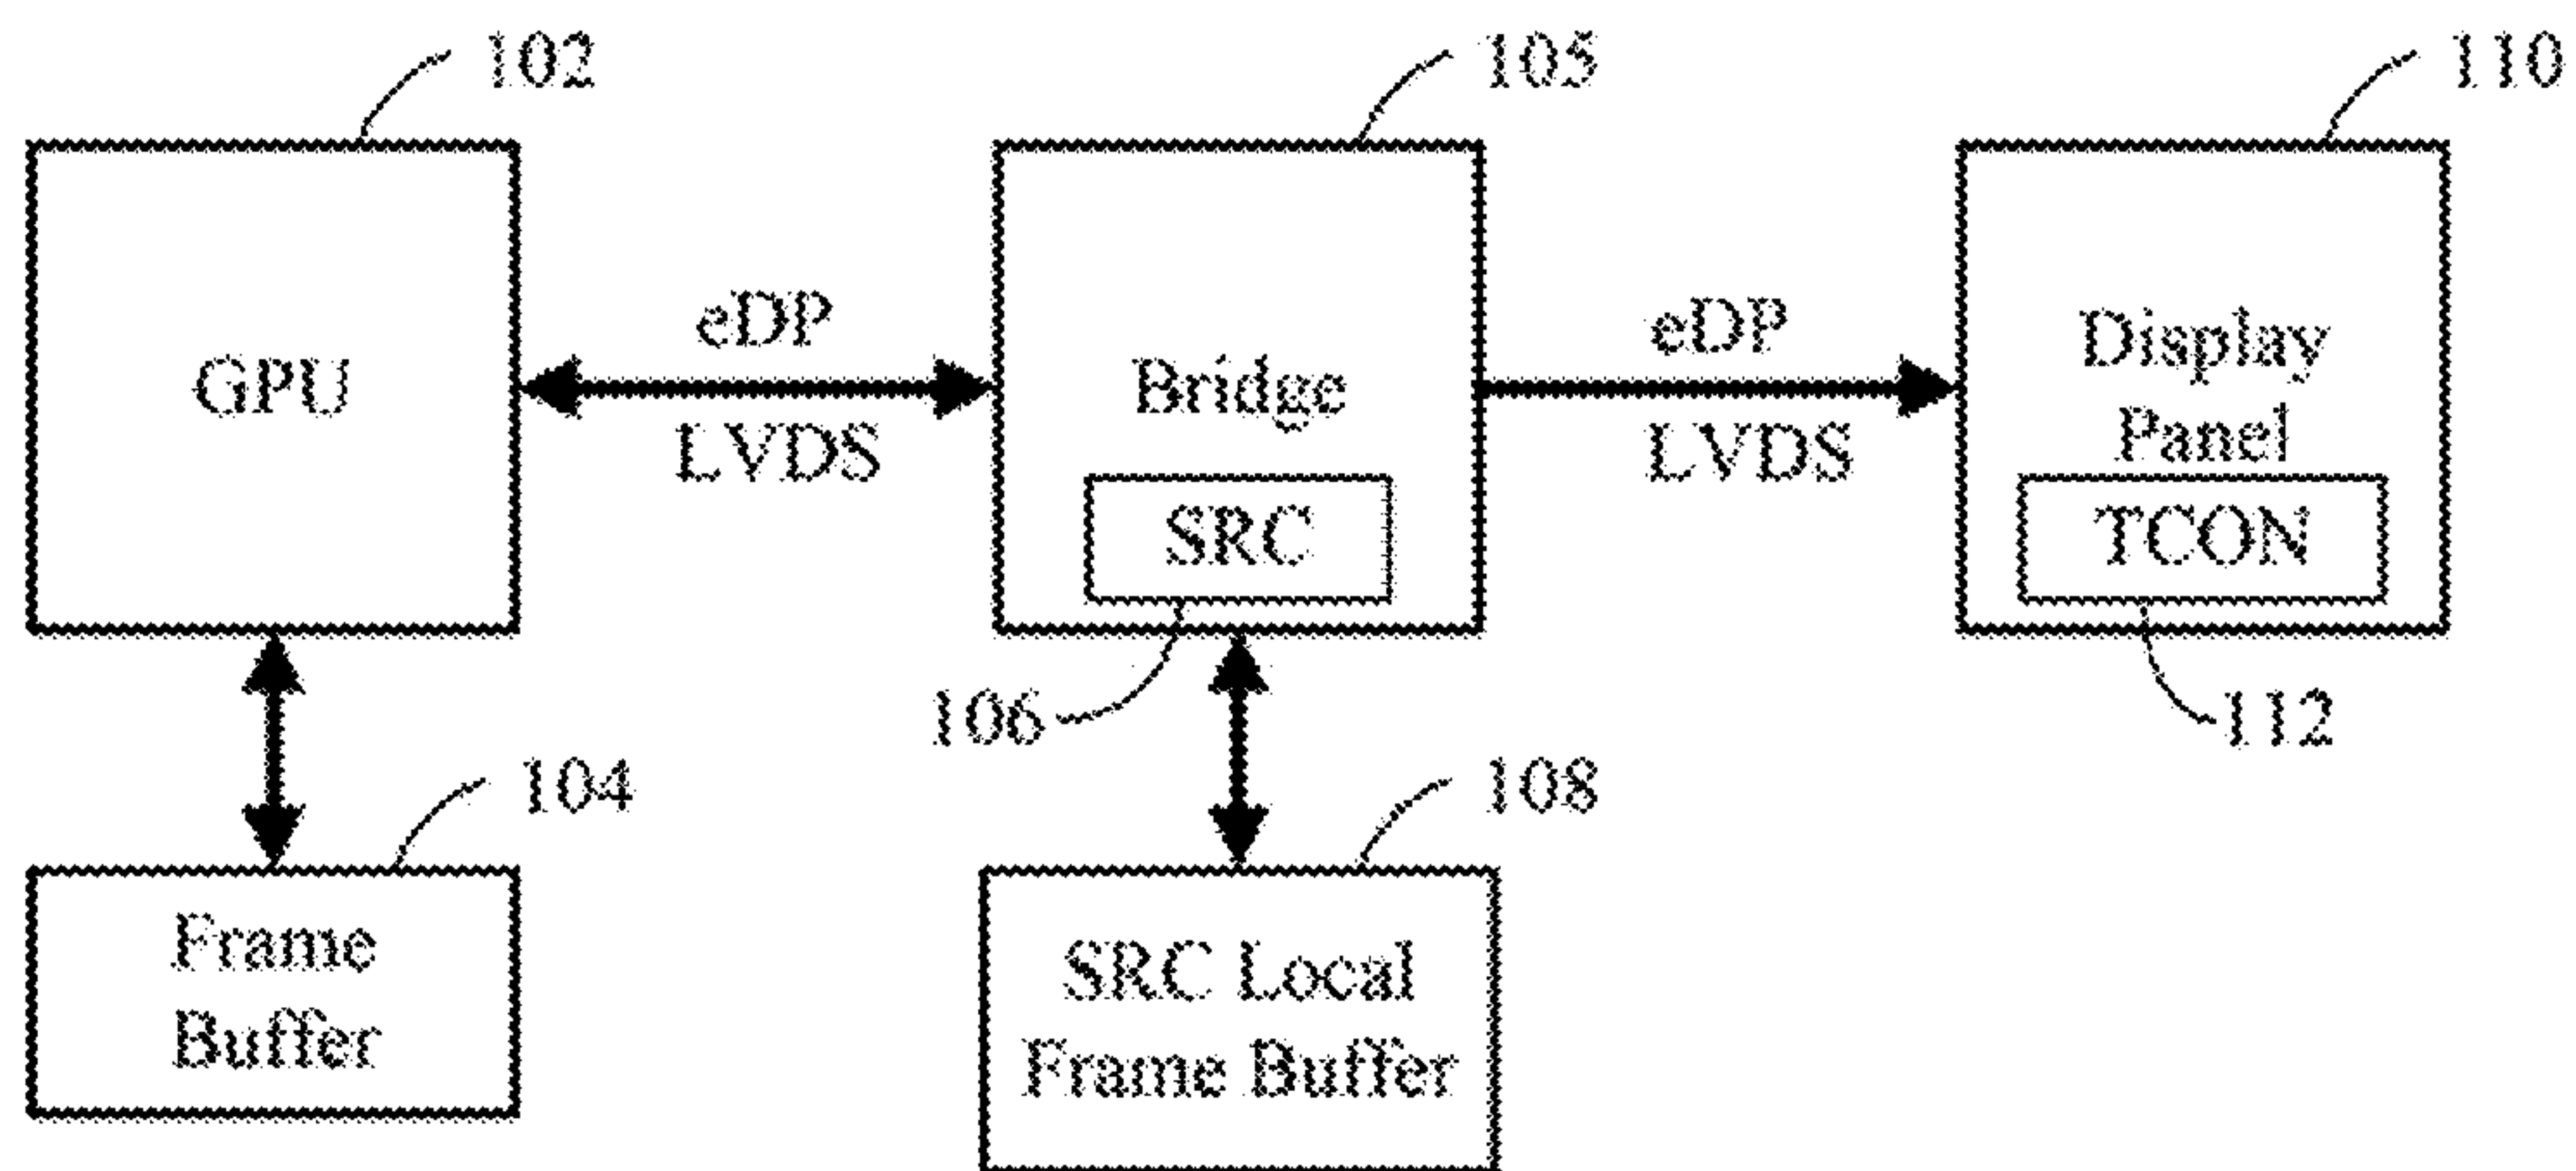 102
105
110
GPU
eDP
LVDS
Bridge
SRC
eDP
LVDS
Display
Panel
TCON
106
112
104
108
Frame
Buffer
SRC Local
Frame Buffer